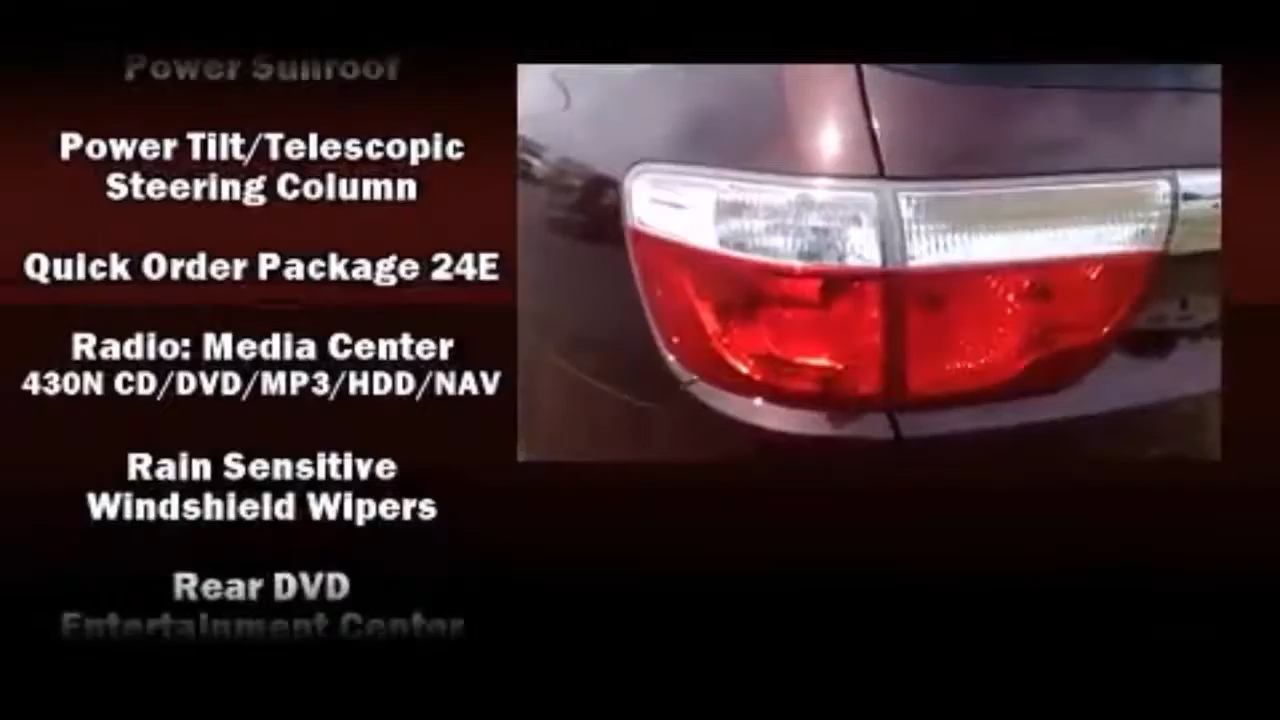 Power Sunroof
Power Tilt/Telescopic
Steering Column
Quick Order Package 24E
Radio: Media Center
430N CD/DVD/MP3/HDD/NAV
Rain Sensitive
Windshield Wipers
Rear DVD
Entertainment Center